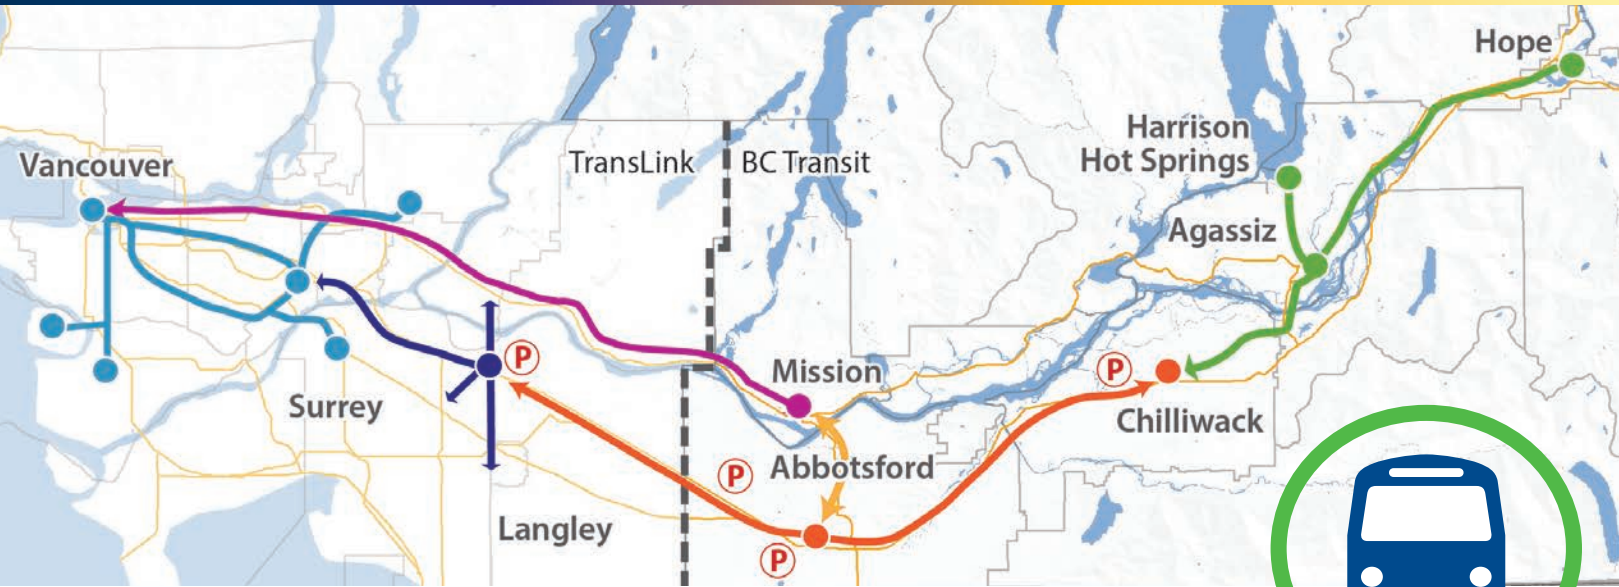 Hope
Harrison
Hot Springs
Vancouver
TransLink
BC Transit
Agassiz
P
P
Mission
Surrey
Chilliwack
P
Abbotsford
Langley
P